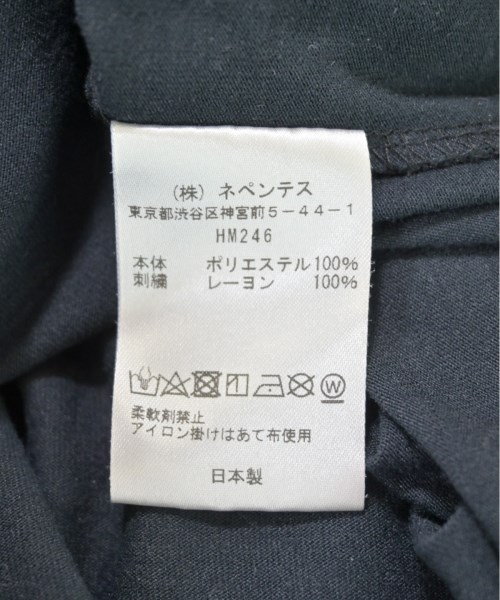 (株) ネペンテス
東京都渋谷区神宮前5-44-1
HM246
本体 ポリエステル100%
刺繍 レーヨン 100%
W
柔軟剤禁止
アイロン掛けはあて布使用
日本製